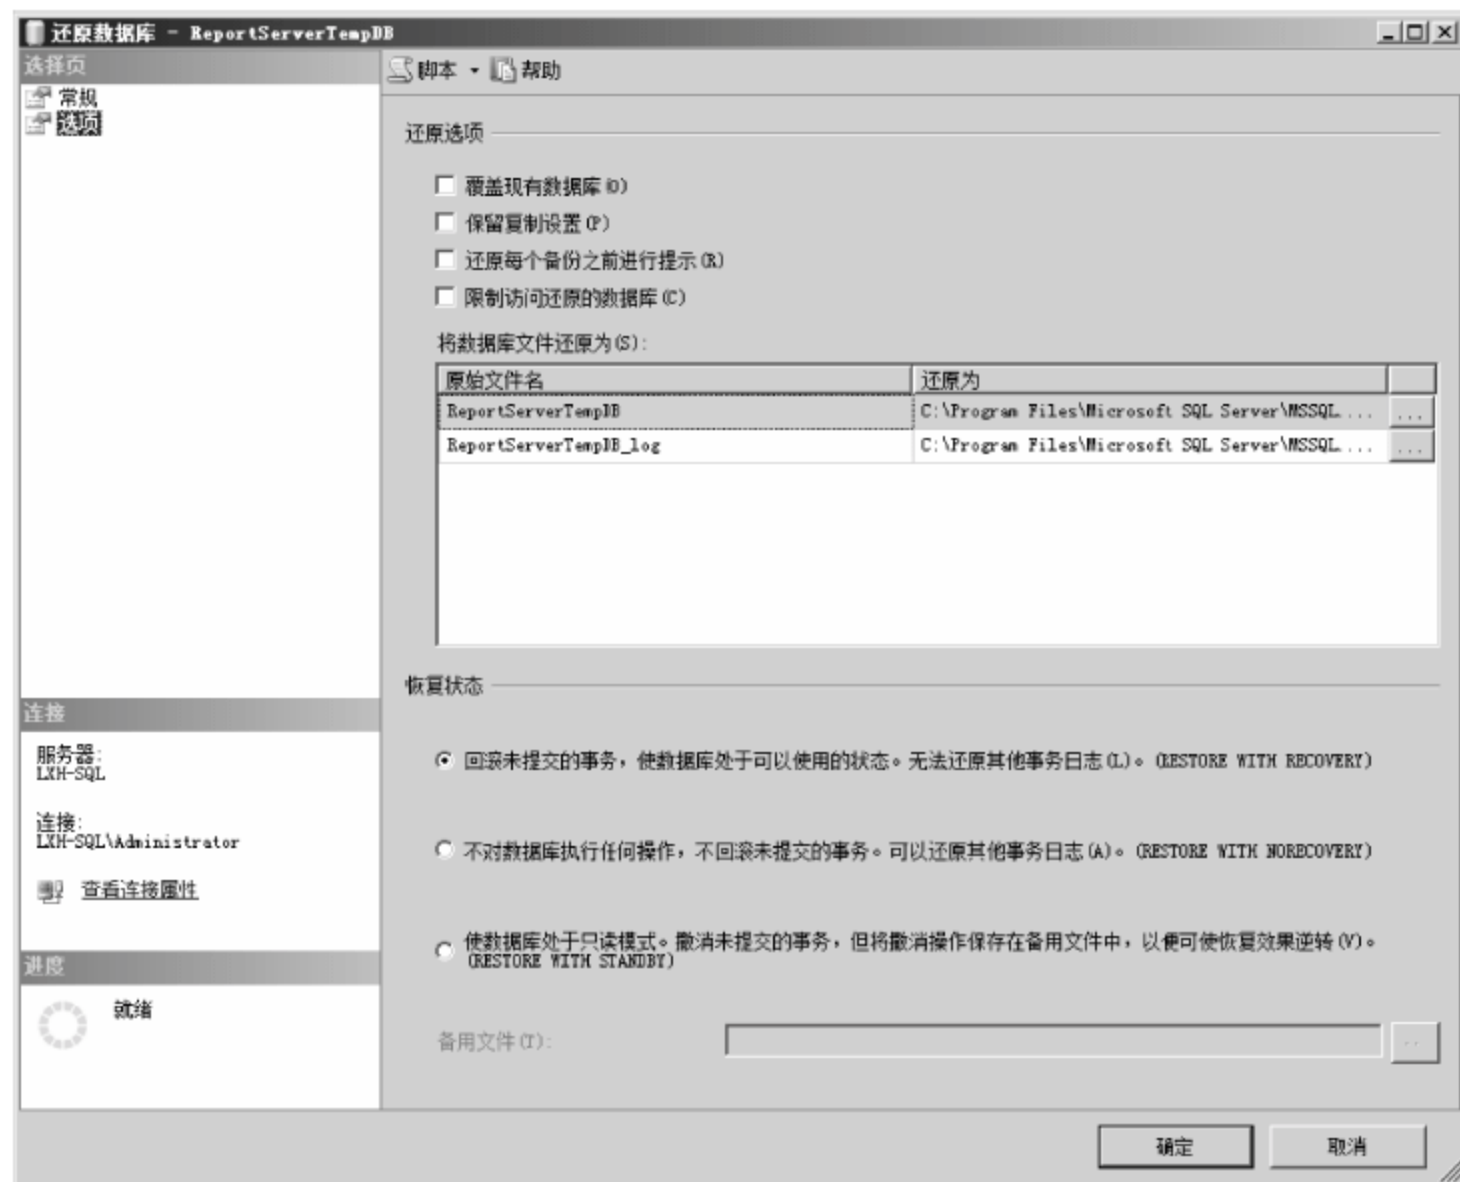 还原数据库 - ReportServerTempDB
选择页
常规
选项
脚本 帮助
还原选项
覆盖现有数据库(O)
保留复制设置(P)
还原每个备份之前进行提示(R)
限制访问还原的数据库(C)
将数据库文件还原为(S):
原始文件名 还原为
ReportServerTempDB C:\Program Files\Microsoft SQL Server\MSSQL.... ...
ReportServerTempDB_log C:\Program Files\Microsoft SQL Server\MSSQL.... ...
恢复状态
回滚未提交的事务，使数据库处于可以使用的状态。无法还原其他事务日志(L)。(RESTORE WITH RECOVERY)
不对数据库执行任何操作，不回滚未提交的事务。可以还原其他事务日志(A)。(RESTORE WITH NORECOVERY)
使数据库处于只读模式。撤消未提交的事务，但将撤消操作保存在备用文件中，以便可使恢复效果逆转(V)。
(RESTORE WITH STANDBY)
备用文件(T):
连接
服务器:
LXH-SQL
连接:
LXH-SQL\Administrator
查看连接属性
进度
就绪
确定 取消